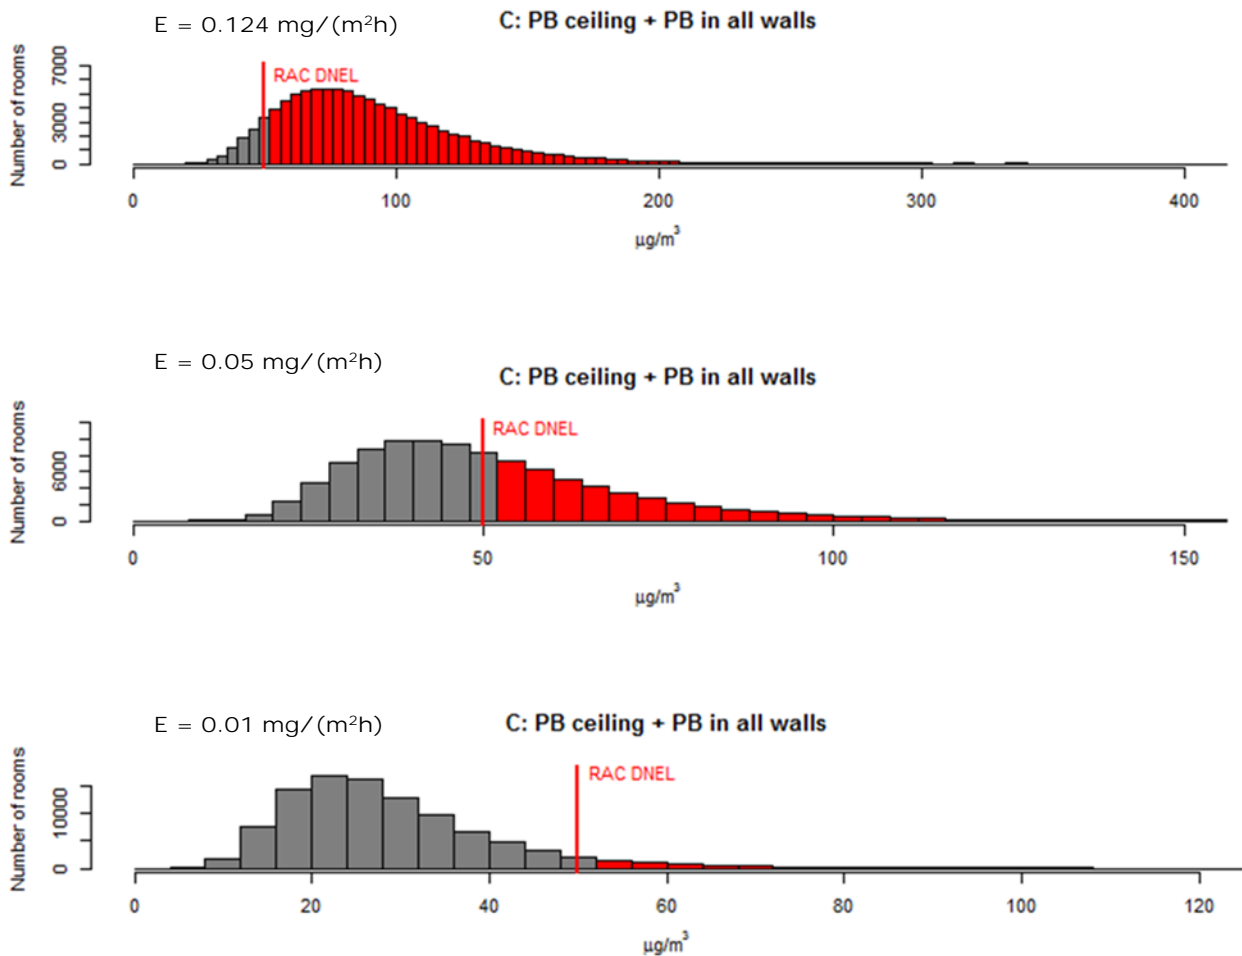 E = 0.124 mg/(m²h)
C: PB ceiling + PB in all walls
RAC DNEL
Number of rooms
0 3000 7000
0 100 200 300 400
µg/m³
E = 0.05 mg/(m²h)
C: PB ceiling + PB in all walls
RAC DNEL
Number of rooms
0 6000
0 50 100 150
µg/m³
E = 0.01 mg/(m²h)
C: PB ceiling + PB in all walls
RAC DNEL
Number of rooms
0 10000
0 20 40 60 80 100 120
µg/m³